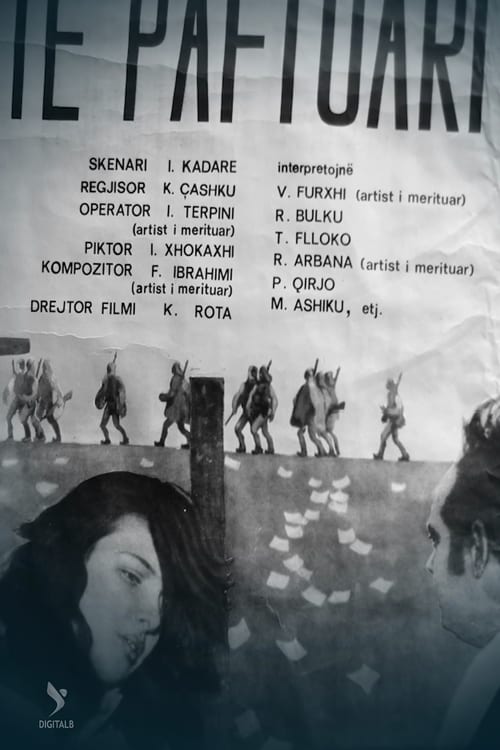 TE PAFTUARI
SKENARI I. KADARE
REGJISOR K. ÇASHKU
OPERATOR I. TERPINI
(artist i merituar)
PIKTOR I. XHOKAXHI
KOMPOZITOR F. IBRAHIMI
(artist i merituar)
DREJTOR FILMI K. ROTA
interpretojnë
V. FURXHI (artist i merituar)
R. BULKU
T. FLLOKO
R. ARBANA (artist i merituar)
P. QIRJO
M. ASHIKU, etj.
DIGITALB